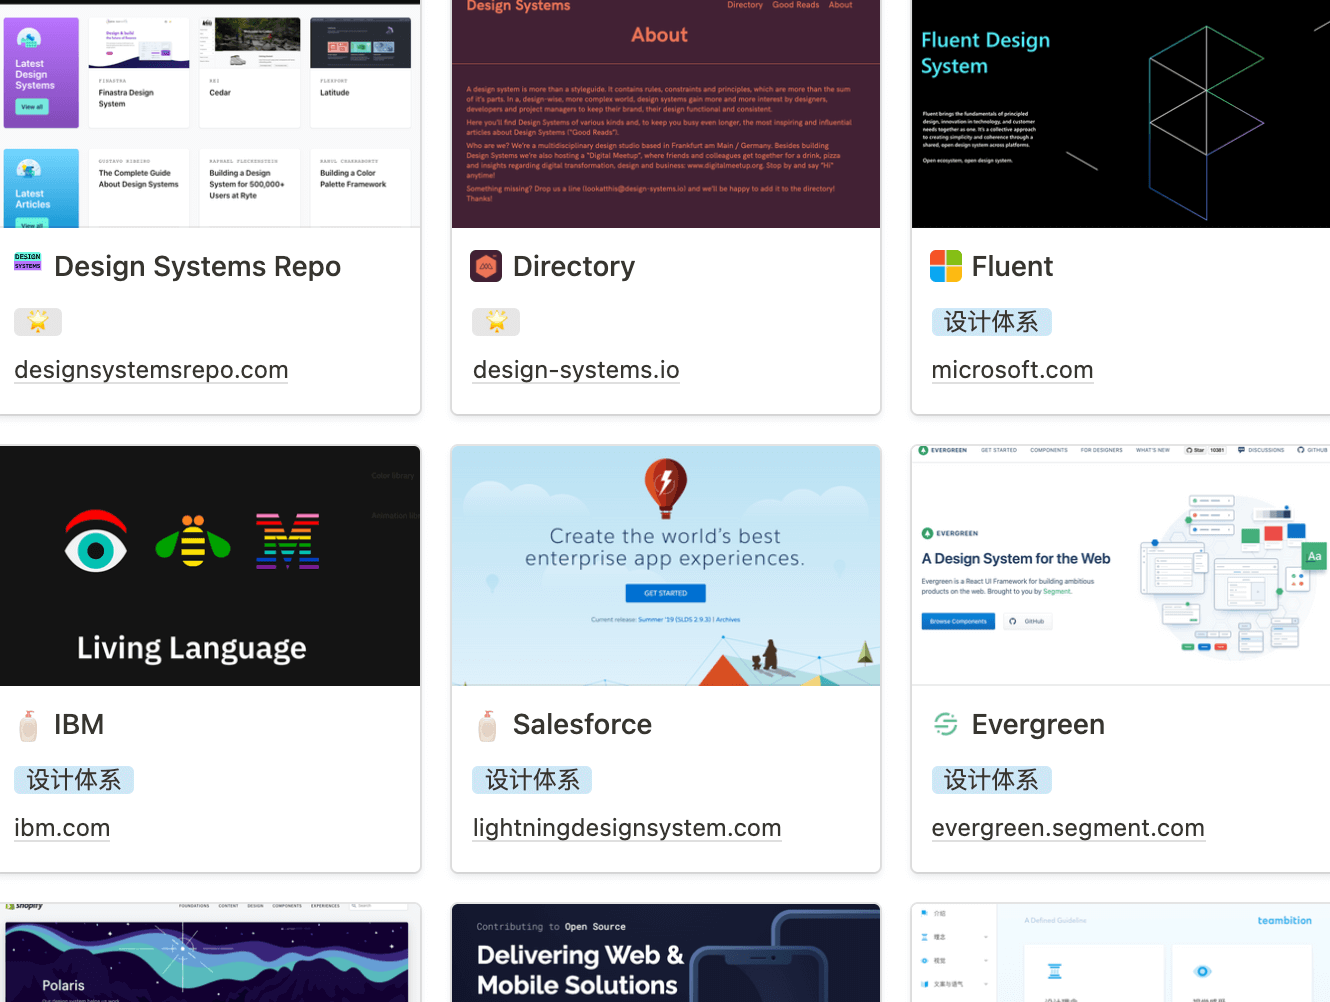 Latest
Design
Systems
View all
Design & build
FINASTRA
Finastra Design
System
REI
Cedar
FLEXPORT
Latitude
Latest
Articles
View all
GUSTAVO RIBEIRO
The Complete Guide
About Design Systems
RAPHAEL FLECKENSTEIN
Building a Design
System for 500,000+
Users at Ryte
RAHUL CHAKRABORTY
Building a Color
Palette Framework
DESIGN
SYSTEMS
Design Systems Repo
designsystemsrepo.com
Design Systems
Directory Good Reads About
About
A design system is more than a styleguide. It contains rules, constraints and principles, which are more than the sum
of it's parts. In a, design-wise, more complex world, design systems gain more and more interest by designers,
developers and project managers to keep their brand, their design functional and consistent.
Here you'll find Design Systems of various kinds and, to keep you busy even longer, the most inspiring and influential
articles about Design Systems ("Good Reads").
Who are we? We're a multidisciplinary design studio based in Frankfurt am Main / Germany. Besides building
Design Systems we're also hosting a "Digital Meetup", where friends and colleagues get together for a drink, pizza
and insights regarding digital transformation, design and business: www.digitalmeetup.org. Stop by and say "Hi"
anytime!
Something missing? Drop us a line (lookatthis@design-systems.io) and we'll be happy to add it to the directory!
Thanks!
Directory
design-systems.io
Fluent Design
System
Fluent brings the fundamentals of principled
design, innovation in technology, and customer
needs together as one. It's a collective approach
to creating simplicity and coherence through a
shared, open design system across platforms.
Open ecosystem, open design system.
Fluent
设计体系
microsoft.com
Color library
Animation lib
Living Language
IBM
设计体系
ibm.com
Create the world's best
enterprise app experiences.
GET STARTED
Current release: Summer '19 (SLDS 2.9.3) | Archives
Salesforce
设计体系
lightningdesignsystem.com
EVERGREEN GET STARTED COMPONENTS FOR DESIGNERS WHAT'S NEW Star 10381 DISCUSSIONS GITHUB
EVERGREEN
A Design System for the Web
Evergreen is a React UI Framework for building ambitious
products on the web. Brought to you by Segment.
Browse Components GitHub
Aa
Evergreen
设计体系
evergreen.segment.com
shopify FOUNDATIONS CONTENT DESIGN COMPONENTS EXPERIENCES Search
Polaris
Contributing to Open Source
Delivering Web &
Mobile Solutions
介绍
理念
视觉
文案与语气
A Defined Guideline
teambition